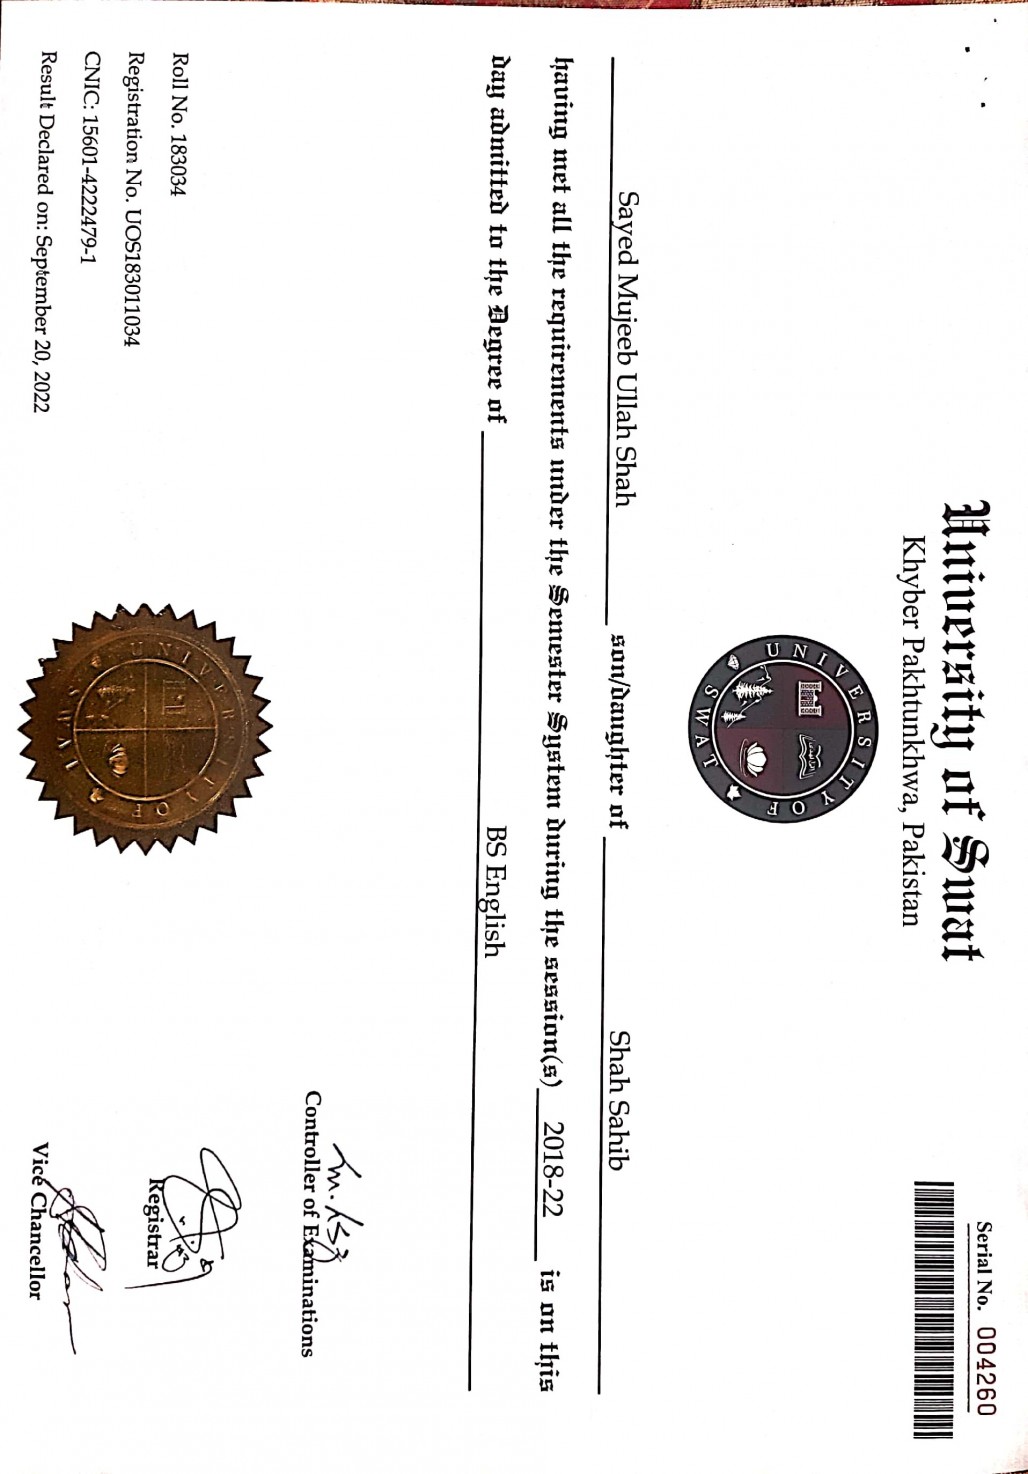 Serial No. 004260
University of Swat
Khyber Pakhtunkhwa, Pakistan
UNIVERSITY OF SWAT
Sayed Mujeeb Ullah Shah son/daughter of Shah Sahib
having met all the requirements under the Semester System during the session(s) 2018-22 is on this
day admitted to the Degree of BS English
Roll No. 183034
Registration No. UOS183011034
CNIC: 15601-4222479-1
Result Declared on: September 20, 2022
UNIVERSITY OF SWAT
Controller of Examinations
Registrar
Vice Chancellor